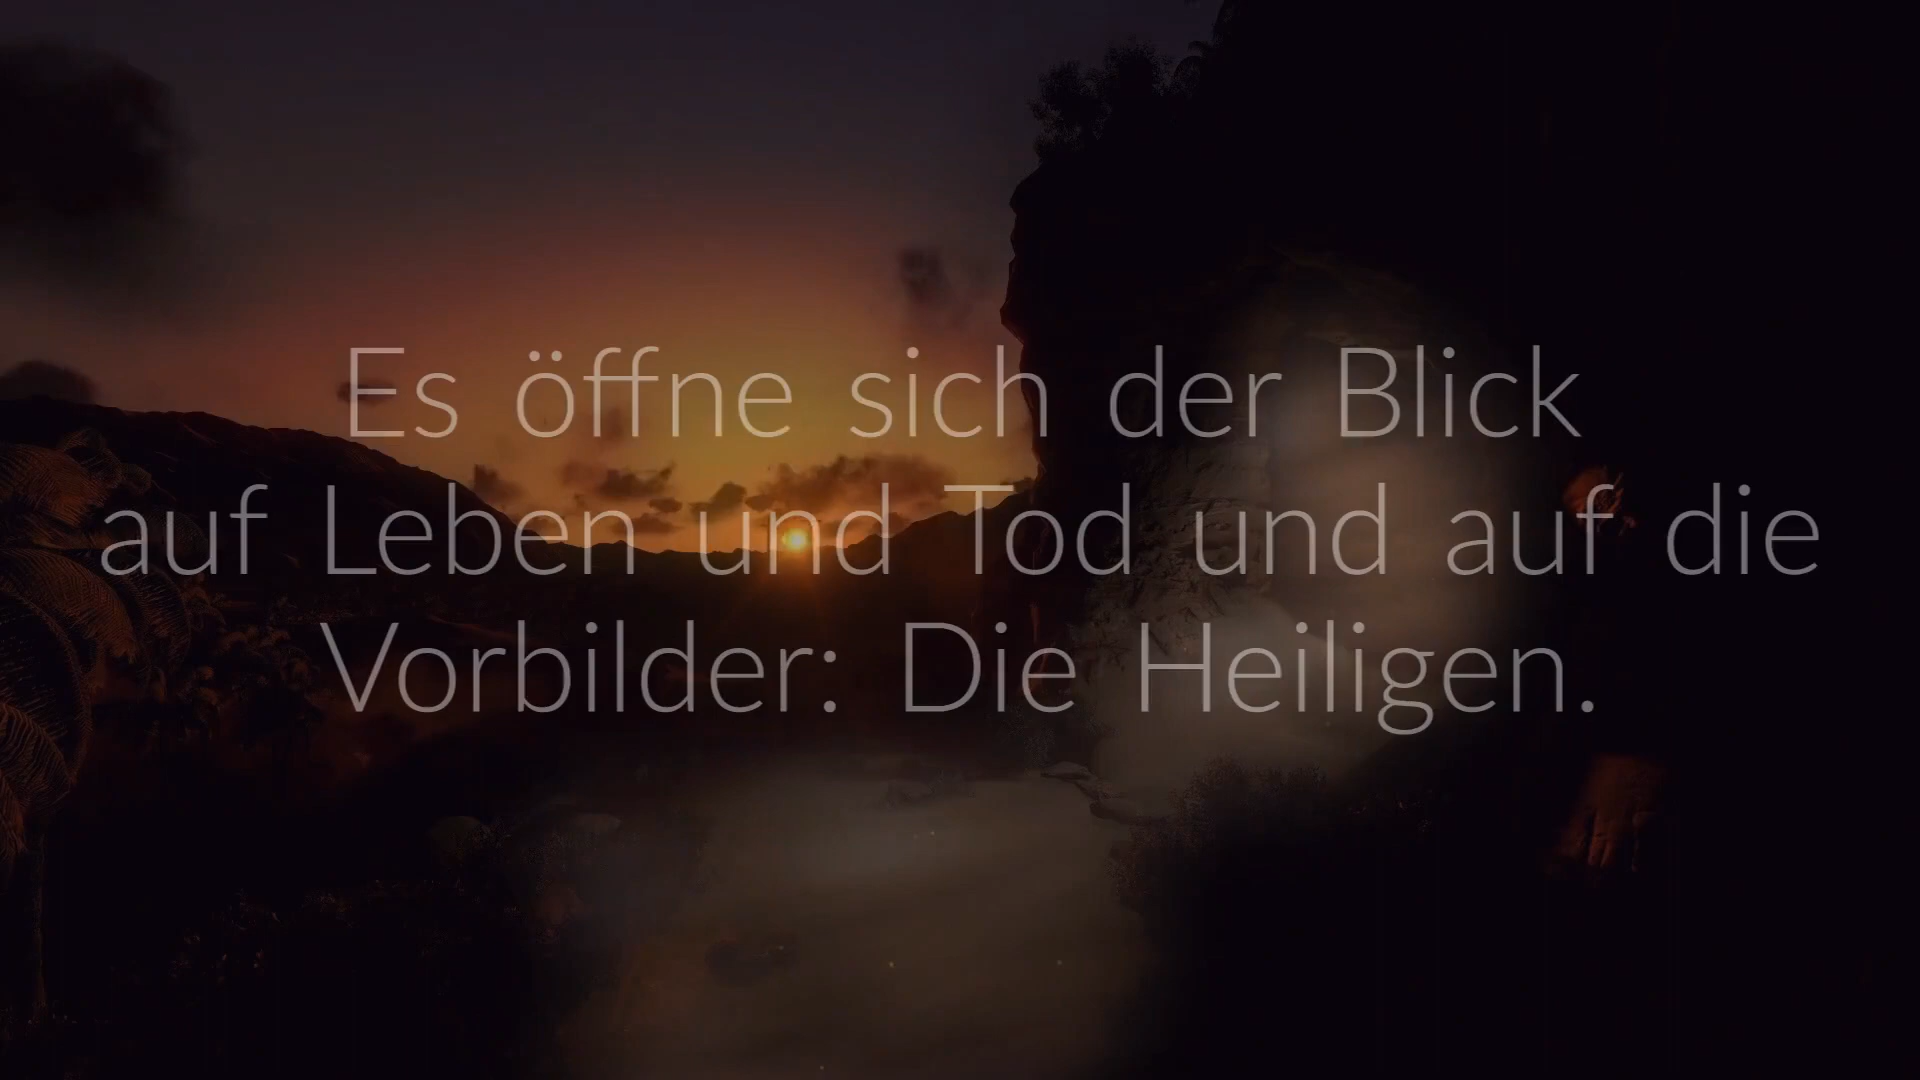 Es öffne sich der Blick
auf Leben und Tod und auf die
Vorbilder: Die Heiligen.